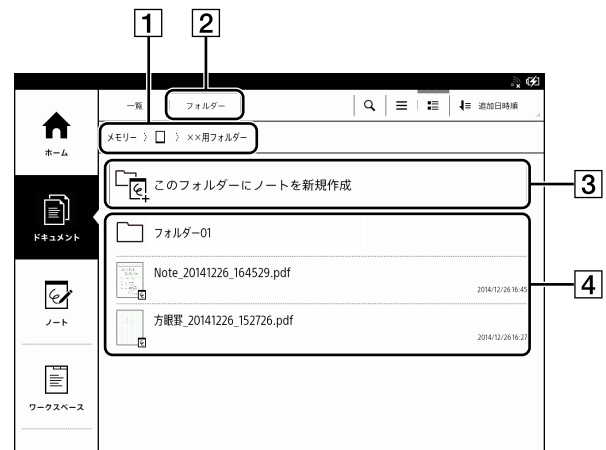 1
2
一覧
フォルダー
追加日時順
メモリー 〉 〉 ××用フォルダー
ホーム
このフォルダーにノートを新規作成
3
ドキュメント
フォルダー01
Note_20141226_164529.pdf
2014/12/26 16:45
4
ノート
方眼罫_20141226_152726.pdf
2014/12/26 16:27
ワークスペース